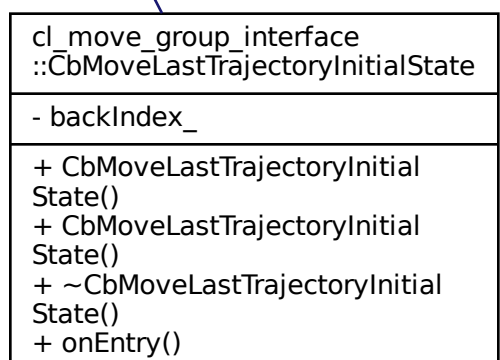 cl_move_group_interface
::CbMoveLastTrajectoryInitialState
- backIndex_
+ CbMoveLastTrajectoryInitial
State()
+ CbMoveLastTrajectoryInitial
State()
+ ~CbMoveLastTrajectoryInitial
State()
+ onEntry()